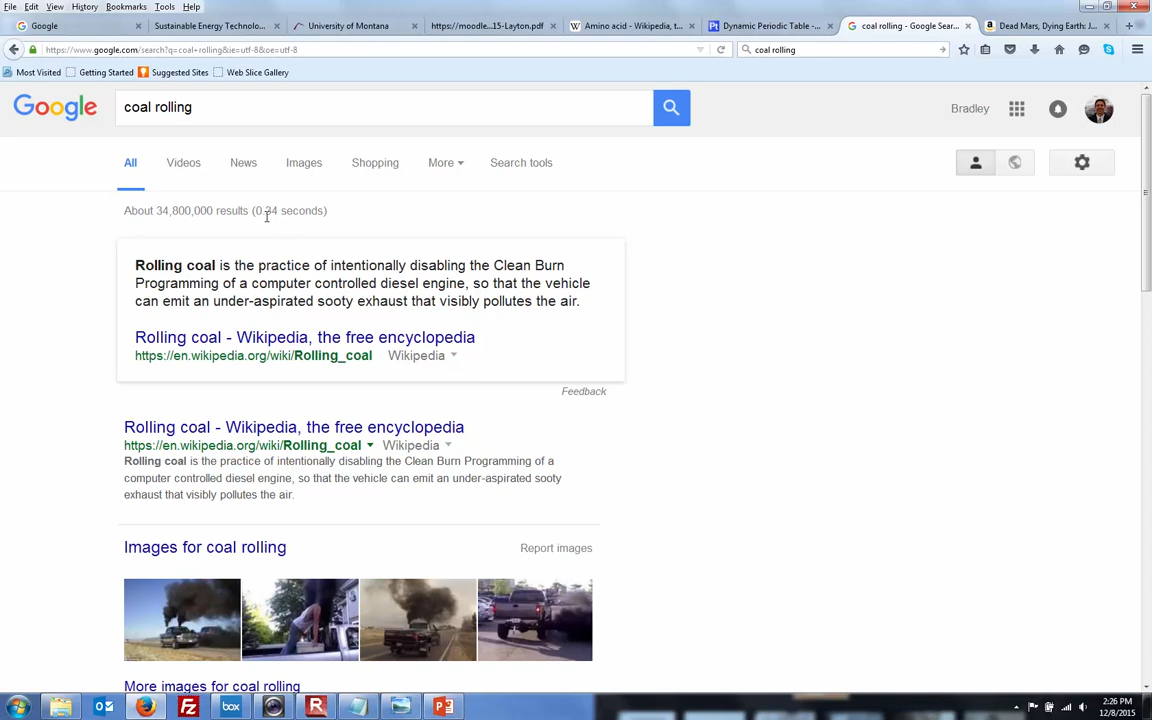 File Edit View History Bookmarks Tools Help
Google Sustainable Energy Technolo... University of Montana https://moodle...15-Layton.pdf Amino acid - Wikipedia, t... Dynamic Periodic Table -... coal rolling - Google Sear... Dead Mars, Dying Earth: J...
https://www.google.com/search?q=coal+rolling&ie=utf-8&oe=utf-8 coal rolling
Most Visited Getting Started Suggested Sites Web Slice Gallery
Google coal rolling Bradley
All Videos News Images Shopping More Search tools
About 34,800,000 results (0.34 seconds)
Rolling coal is the practice of intentionally disabling the Clean Burn
Programming of a computer controlled diesel engine, so that the vehicle
can emit an under-aspirated sooty exhaust that visibly pollutes the air.
Rolling coal - Wikipedia, the free encyclopedia
https://en.wikipedia.org/wiki/Rolling_coal Wikipedia
Feedback
Rolling coal - Wikipedia, the free encyclopedia
https://en.wikipedia.org/wiki/Rolling_coal Wikipedia
Rolling coal is the practice of intentionally disabling the Clean Burn Programming of a
computer controlled diesel engine, so that the vehicle can emit an under-aspirated sooty
exhaust that visibly pollutes the air.
Images for coal rolling Report images
More images for coal rolling
box
2:26 PM
12/8/2015